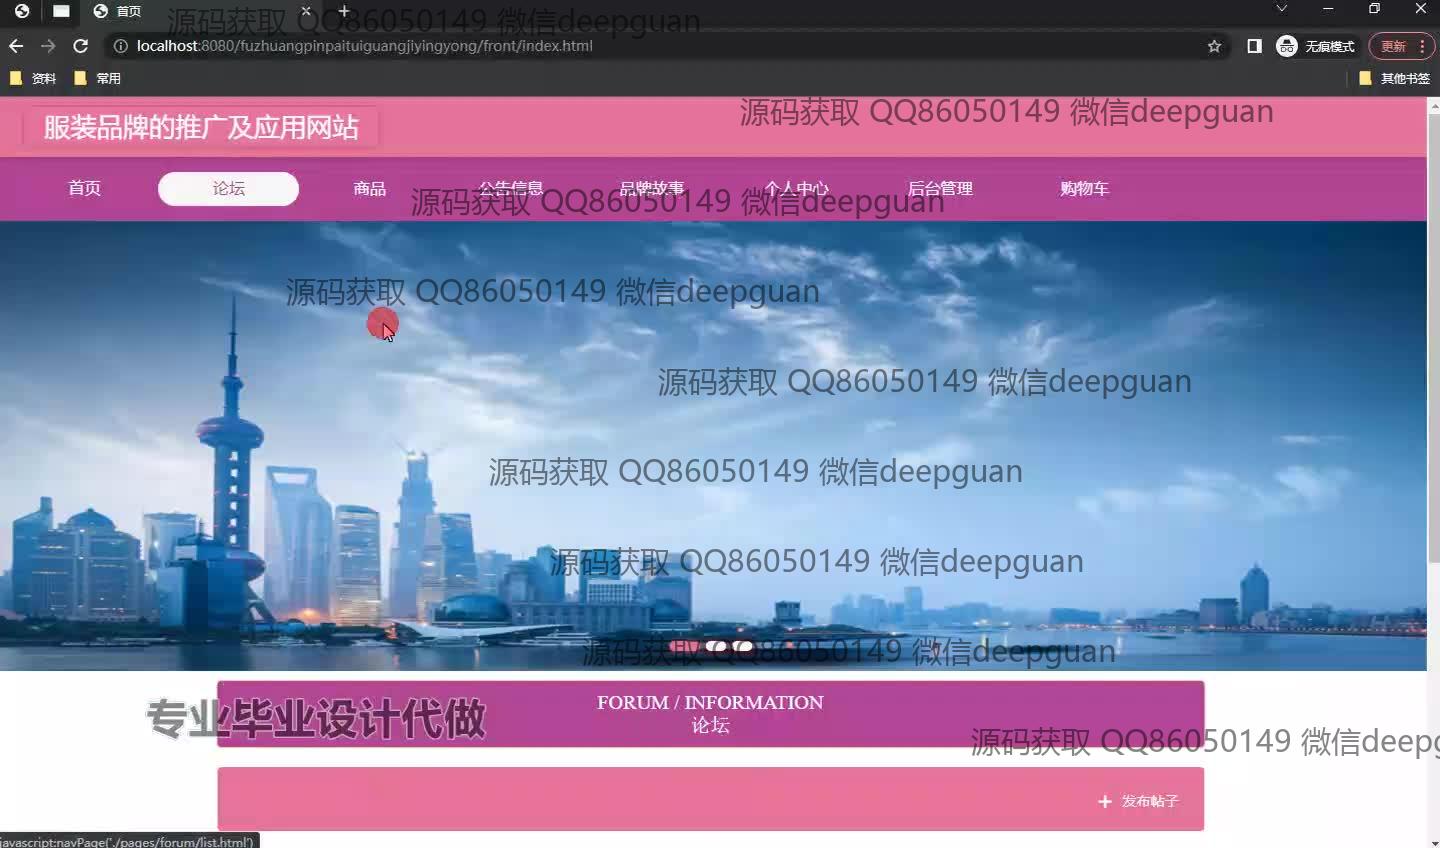 首页
源码获取 QQ86050149 微信deepguan
localhost:8080/fuzhuangpinpaituiguangjiyingyong/front/index.html
无痕模式
更新
资料
常用
其他书签
服装品牌的推广及应用网站
源码获取 QQ86050149 微信deepguan
首页
论坛
商品
公告信息
品牌故事
个人中心
后台管理
购物车
源码获取 QQ86050149 微信deepguan
源码获取 QQ86050149 微信deepguan
源码获取 QQ86050149 微信deepguan
源码获取 QQ86050149 微信deepguan
源码获取 QQ86050149 微信deepguan
源码获取 QQ86050149 微信deepguan
专业毕业设计代做
FORUM / INFORMATION
论坛
源码获取 QQ86050149 微信deepg
发布帖子
javascript:navPage('./pages/forum/list.html')